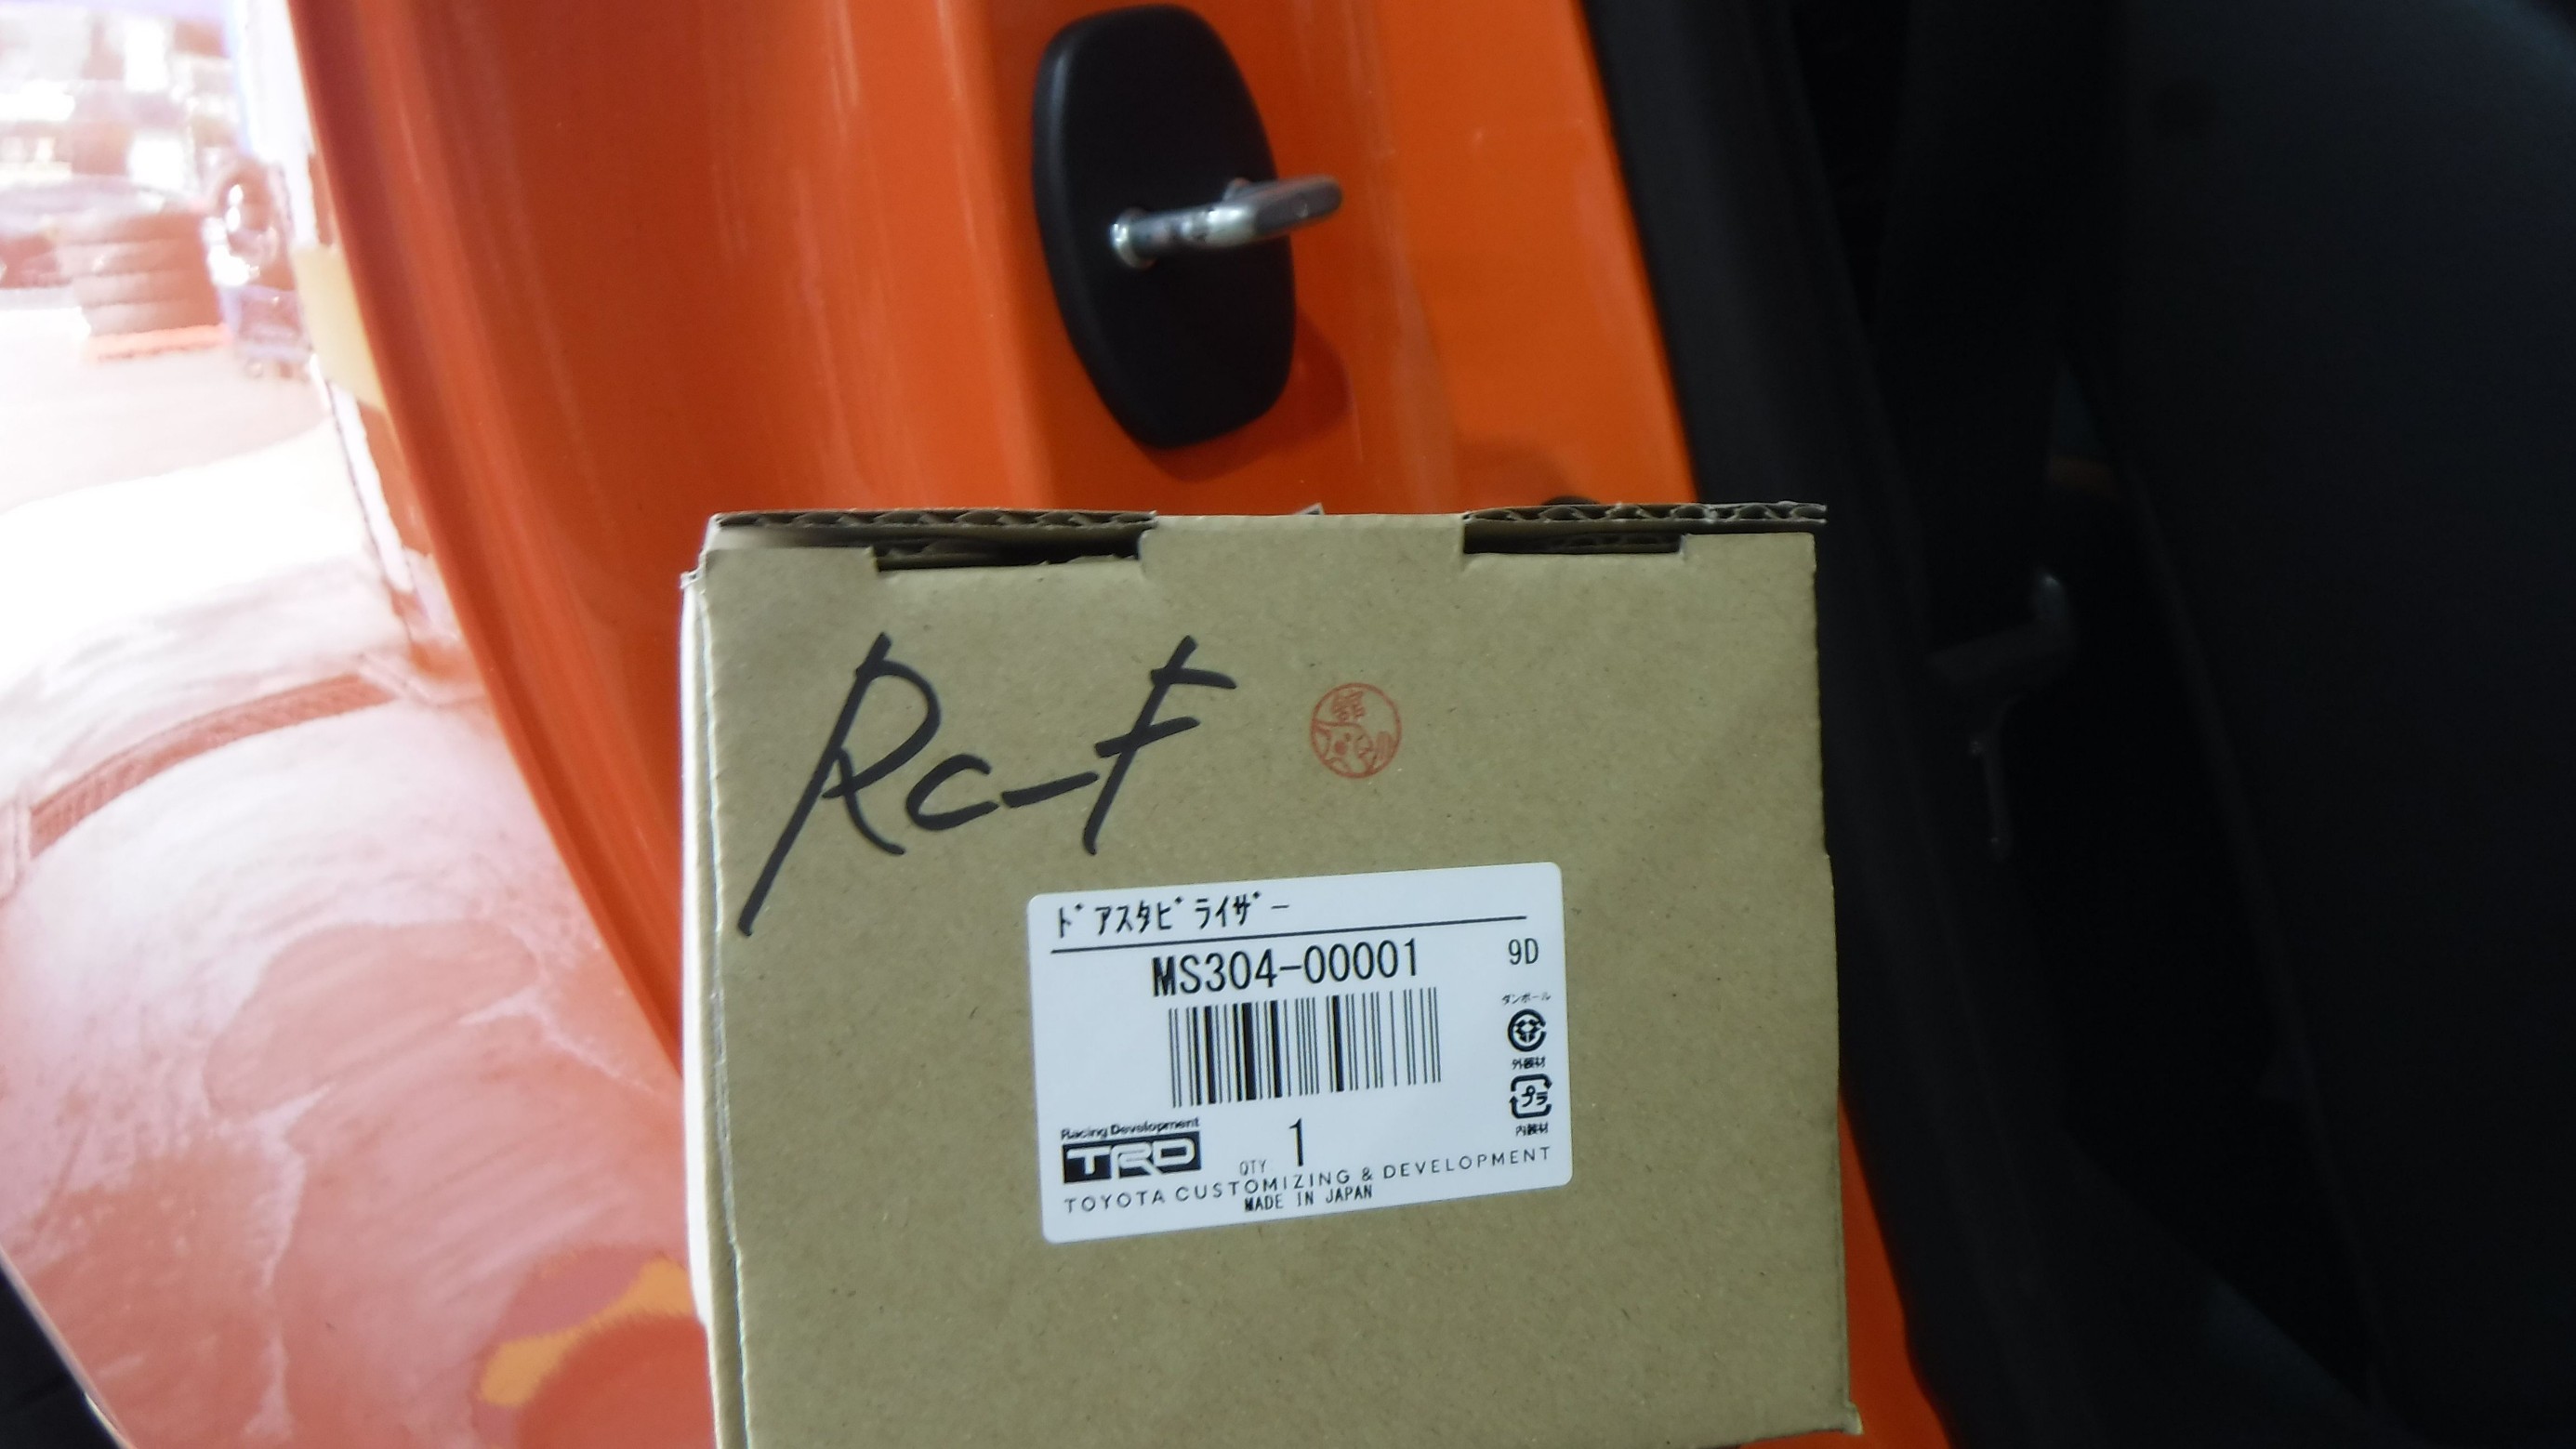 Rc-F
ﾄﾞｱｽﾀﾋﾞﾗｲｻﾞｰ
MS304-00001
9D
ダンボール
外装材
プラ
内装材
Racing Development
TRD
QTY 1
TOYOTA CUSTOMIZING & DEVELOPMENT
MADE IN JAPAN